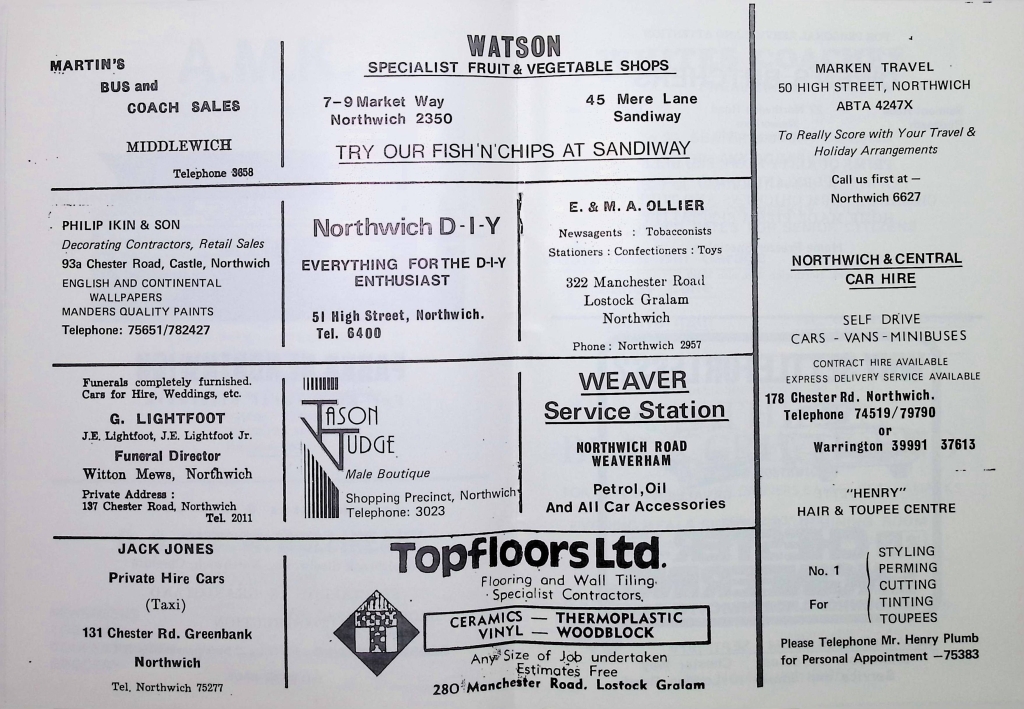 MARTIN'S
BUS and
COACH SALES
MIDDLEWICH
Telephone 3658
WATSON
SPECIALIST FRUIT & VEGETABLE SHOPS
7-9 Market Way
Northwich 2350
45 Mere Lane
Sandiway
TRY OUR FISH'N'CHIPS AT SANDIWAY
PHILIP IKIN & SON
Decorating Contractors, Retail Sales
93a Chester Road, Castle, Northwich
ENGLISH AND CONTINENTAL
WALLPAPERS
MANDERS QUALITY PAINTS
Telephone: 75651/782427
Northwich D-I-Y
EVERYTHING FOR THE D-I-Y
ENTHUSIAST
51 High Street, Northwich.
Tel. 6400
E. & M. A. OLLIER
Newsagents : Tobacconists
Stationers : Confectioners : Toys
322 Manchester Road
Lostock Gralam
Northwich
Phone : Northwich 2957
Funerals completely furnished.
Cars for Hire, Weddings, etc.
G. LIGHTFOOT
J.E. Lightfoot, J.E. Lightfoot Jr.
Funeral Director
Witton Mews, Northwich
Private Address :
137 Chester Road, Northwich
Tel. 2011
JASON
JUDGE
Male Boutique
Shopping Precinct, Northwich
Telephone: 3023
WEAVER
Service Station
NORTHWICH ROAD
WEAVERHAM
Petrol, Oil
And All Car Accessories
JACK JONES
Private Hire Cars
(Taxi)
131 Chester Rd. Greenbank
Northwich
Tel. Northwich 75277
Topfloors Ltd.
Flooring and Wall Tiling.
Specialist Contractors.
CERAMICS — THERMOPLASTIC
VINYL — WOODBLOCK
Any Size of Job undertaken
Estimates Free
280 Manchester Road. Lostock Gralam
MARKEN TRAVEL
50 HIGH STREET, NORTHWICH
ABTA 4247X
To Really Score with Your Travel &
Holiday Arrangements
Call us first at —
Northwich 6627
NORTHWICH & CENTRAL
CAR HIRE
SELF DRIVE
CARS - VANS - MINIBUSES
CONTRACT HIRE AVAILABLE
EXPRESS DELIVERY SERVICE AVAILABLE
178 Chester Rd. Northwich.
Telephone 74519/79790
or
Warrington 39991 37613
"HENRY"
HAIR & TOUPEE CENTRE
No. 1
For
STYLING
PERMING
CUTTING
TINTING
TOUPEES
Please Telephone Mr. Henry Plumb
for Personal Appointment —75383